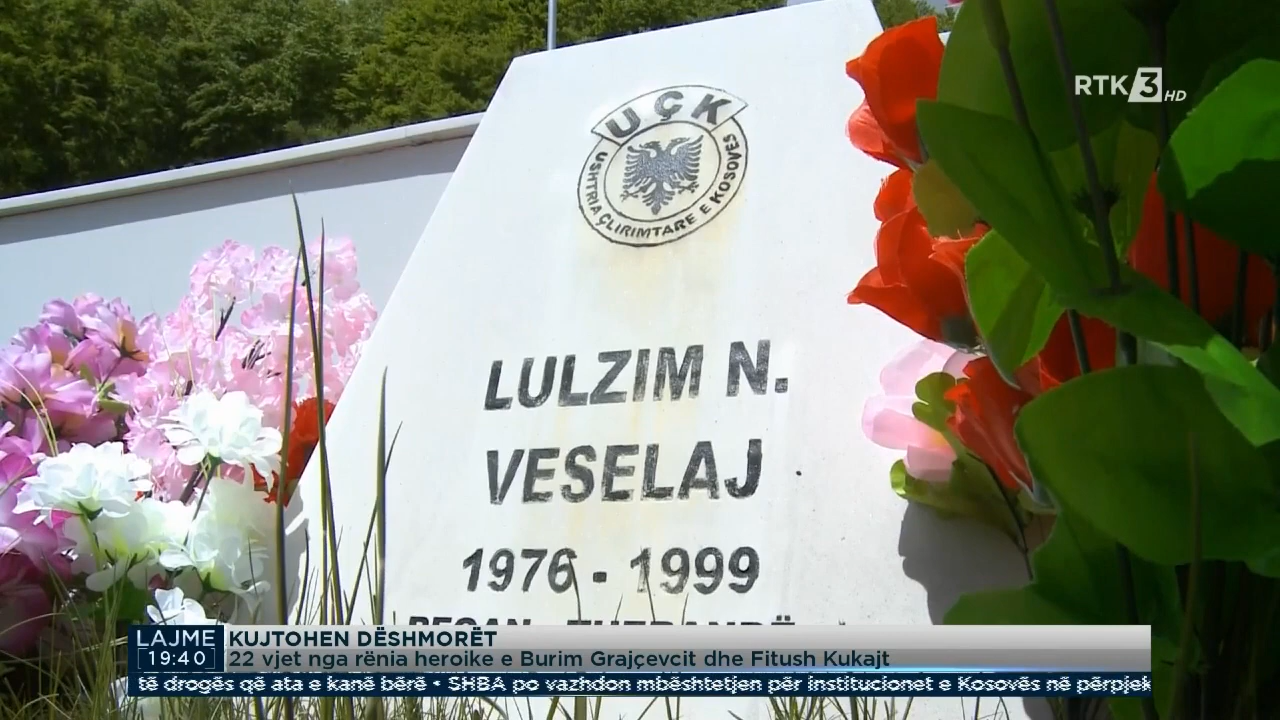 RTK 3 HD
UÇK
USHTRIA ÇLIRIMTARE E KOSOVËS
LULZIM N.
VESELAJ
1976 - 1999
LAJME
19:40
KUJTOHEN DËSHMORËT
22 vjet nga rënia heroike e Burim Grajçevcit dhe Fitush Kukajt
të drogës që ata e kanë bërë • SHBA po vazhdon mbështetjen për institucionet e Kosovës në përpjek